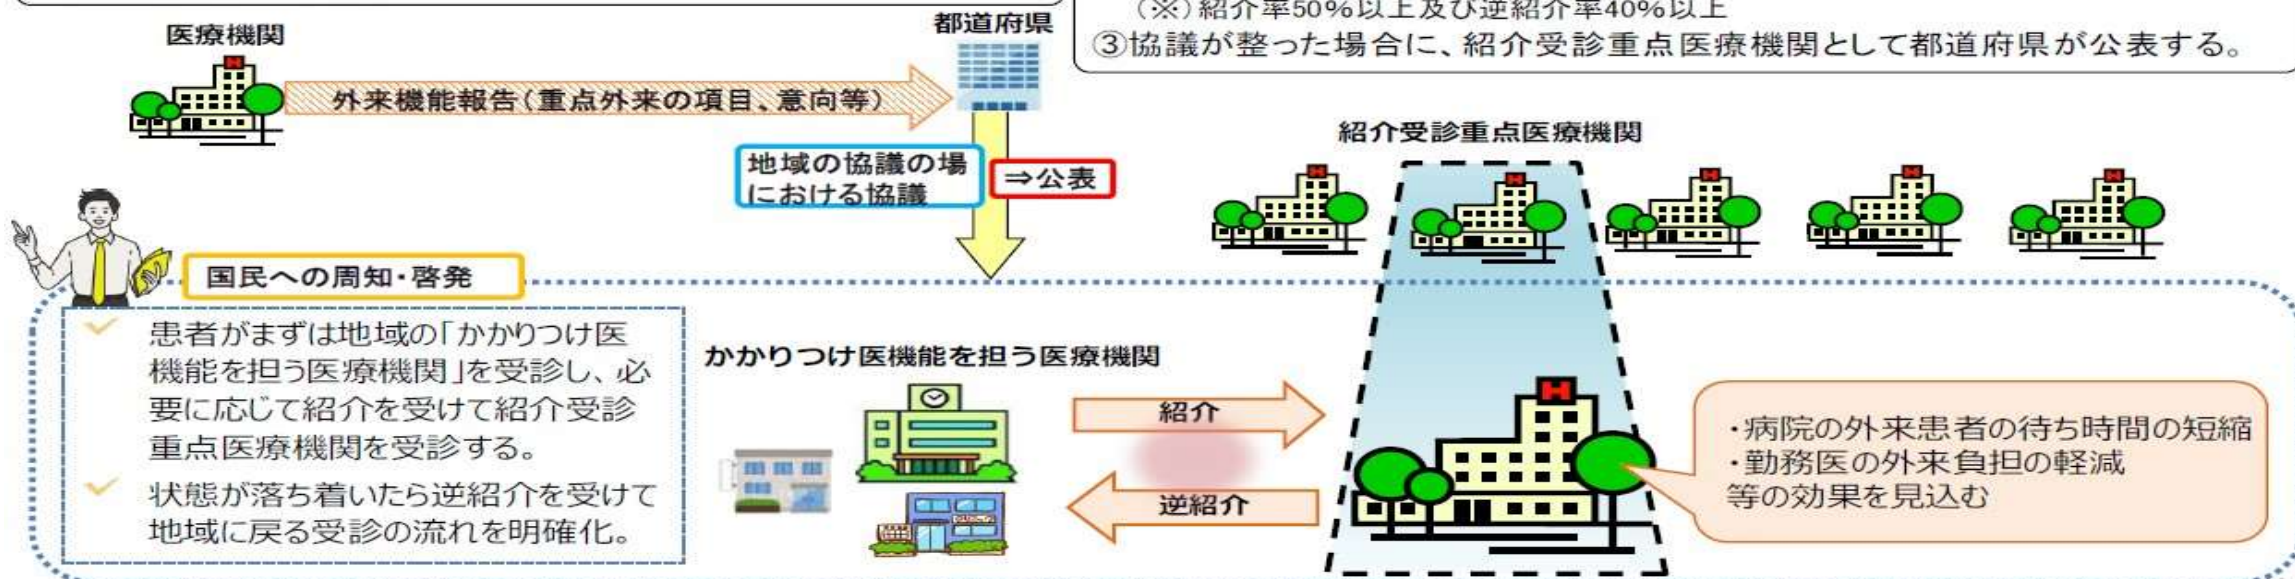 (※)紹介率50%以上及び逆紹介率40%以上
③協議が整った場合に、紹介受診重点医療機関として都道府県が公表する。
医療機関
都道府県
外来機能報告(重点外来の項目、意向等)
地域の協議の場
における協議
⇒公表
紹介受診重点医療機関
H
H
H
H
H
H
国民への周知・啓発
患者がまずは地域の「かかりつけ医
機能を担う医療機関」を受診し、必
要に応じて紹介を受けて紹介受診
重点医療機関を受診する。
状態が落ち着いたら逆紹介を受けて
地域に戻る受診の流れを明確化。
かかりつけ医機能を担う医療機関
紹介
逆紹介
H
・病院の外来患者の待ち時間の短縮
・勤務医の外来負担の軽減
等の効果を見込む